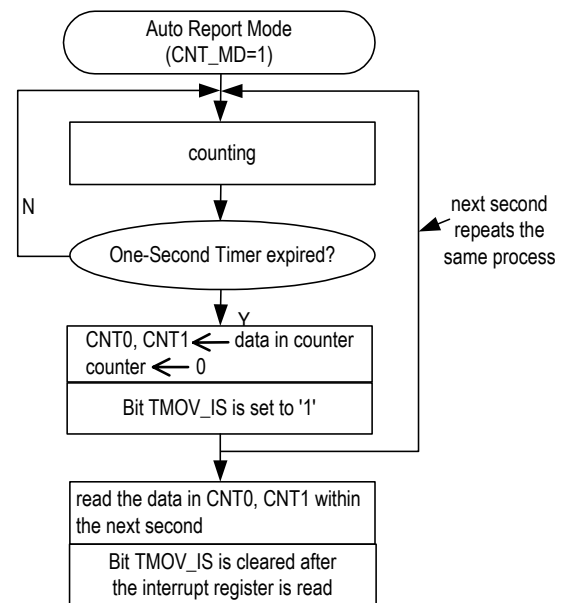 Auto Report Mode
(CNT_MD=1)
counting
N
next second
repeats the
same process
One-Second Timer expired?
Y
CNT0, CNT1 ← data in counter
counter ← 0
Bit TMOV_IS is set to '1'
read the data in CNT0, CNT1 within
the next second
Bit TMOV_IS is cleared after
the interrupt register is read